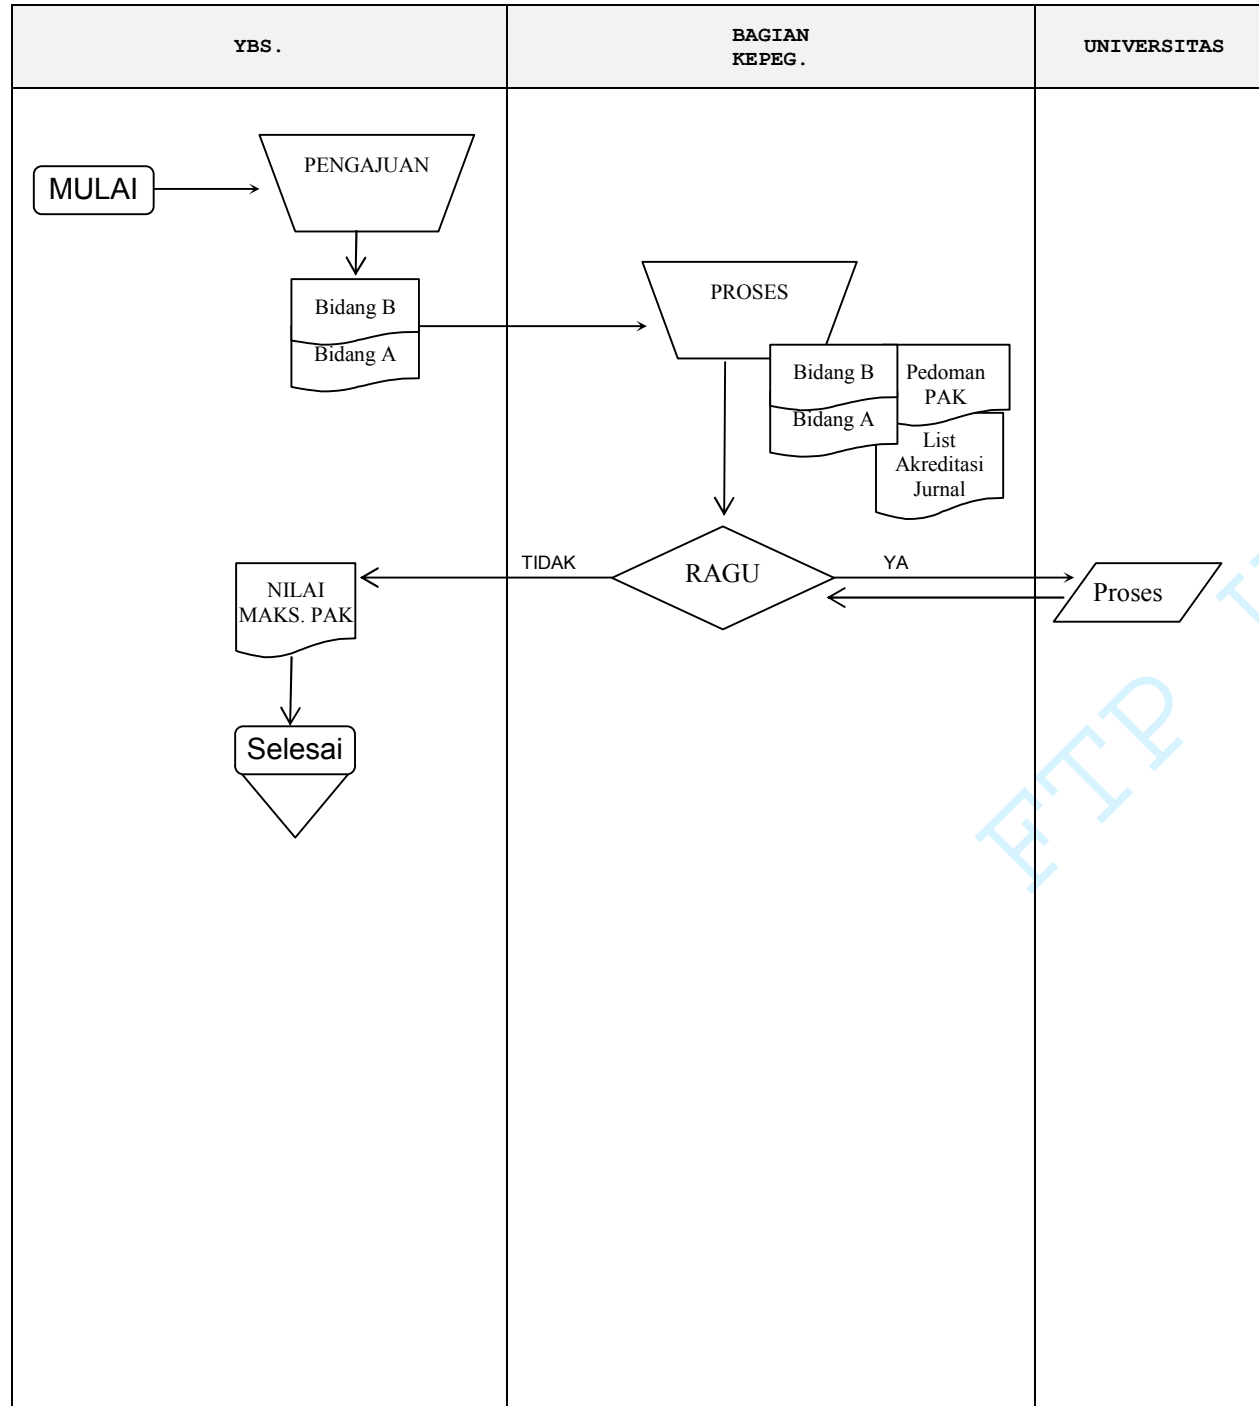 YBS.
BAGIAN
KEPEG.
UNIVERSITAS
MULAI
PENGAJUAN
Bidang B
Bidang A
PROSES
Bidang B
Bidang A
Pedoman
PAK
List
Akreditasi
Jurnal
TIDAK
RAGU
YA
Proses
NILAI
MAKS. PAK
Selesai
FTP